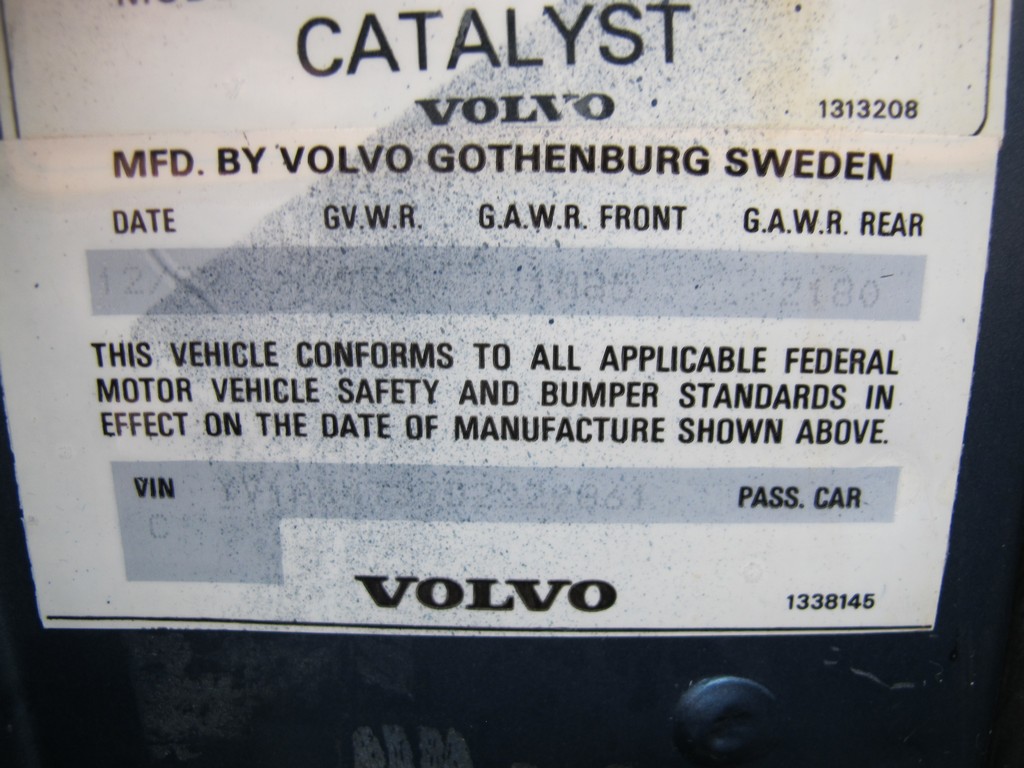 CATALYST
VOLVO 1313208
MFD. BY VOLVO GOTHENBURG SWEDEN
DATE GV.W.R. G.A.W.R. FRONT G.A.W.R. REAR
2180
THIS VEHICLE CONFORMS TO ALL APPLICABLE FEDERAL
MOTOR VEHICLE SAFETY AND BUMPER STANDARDS IN
EFFECT ON THE DATE OF MANUFACTURE SHOWN ABOVE.
VIN PASS. CAR
C
VOLVO 1338145